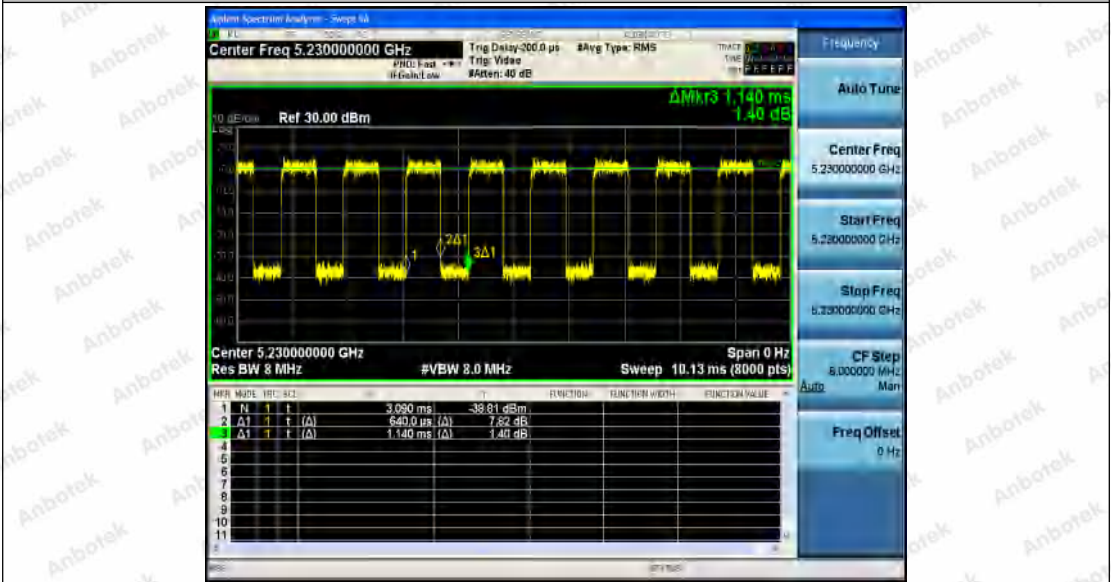 Agilent Spectrum Analyzer - Swept SA
Center Freq 5.230000000 GHz
PNO: Fast
IFGain:Low
Trig Delay-200.0 µs
Trig: Video
#Atten: 40 dB
#Avg Type: RMS
TRACE
TYPE
DET P E P E P P
ΔMkr3 1.140 ms
1.40 dB
10 dB/div
Ref 30.00 dBm
Log
1
2Δ1
3Δ1
Center 5.230000000 GHz
Span 0 Hz
Res BW 8 MHz
#VBW 8.0 MHz
Sweep 10.13 ms (8000 pts)
MKR MODE TRC SCL X Y FUNCTION FUNCTION WIDTH FUNCTION VALUE
1 N 1 t 3.090 ms -38.81 dBm
2 Δ1 1 t (Δ) 640.0 µs (Δ) 7.82 dB
3 Δ1 1 t (Δ) 1.140 ms (Δ) 1.40 dB
4
5
6
7
8
9
10
11
MSG
STATUS
Frequency
Auto Tune
Center Freq
5.230000000 GHz
Start Freq
5.230000000 GHz
Stop Freq
5.230000000 GHz
CF Step
8.000000 MHz
Auto Man
Freq Offset
0 Hz
Anbotek